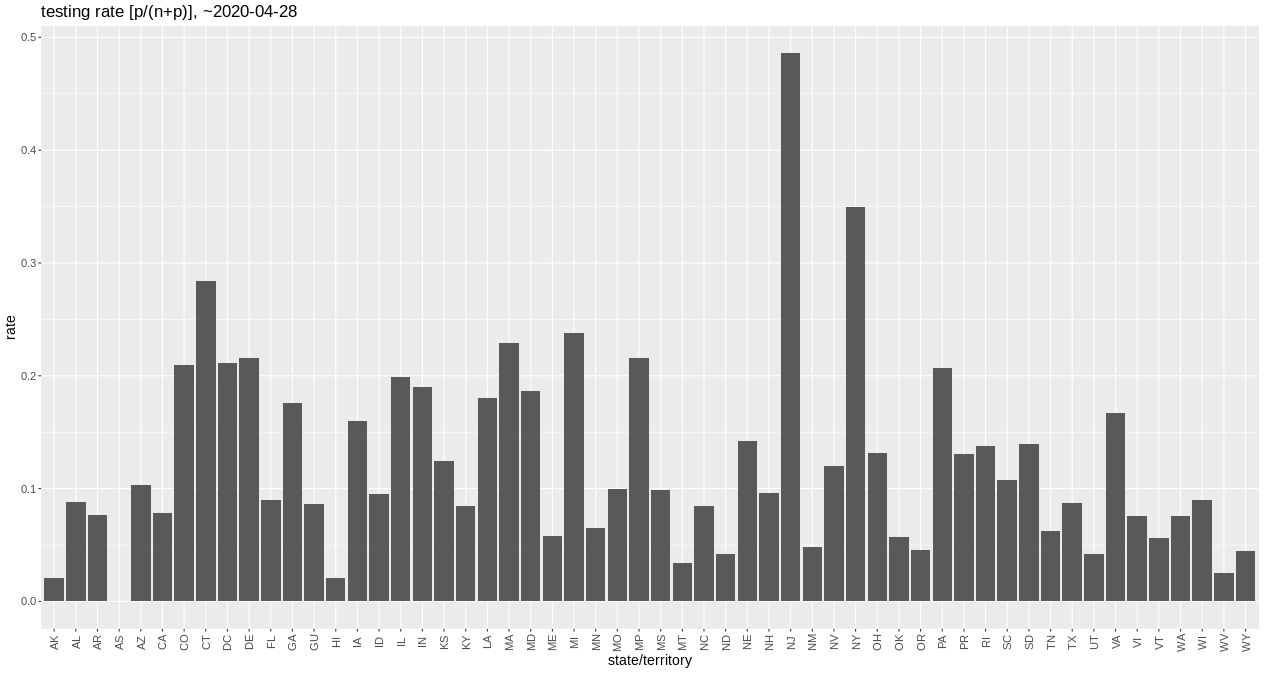 testing rate [p/(n+p)], ~2020-04-28
0.5
0.4
0.3
0.2
0.1
0.0
rate
AK AL AR AS AZ CA CO CT DC DE FL GA GU HI IA ID IL IN KS KY LA MA MD ME MI MN MO MP MS MT NC ND NE NH NJ NM NV NY OH OK OR PA PR RI SC SD TN TX UT VA VI VT WA WI WV WY
state/territory